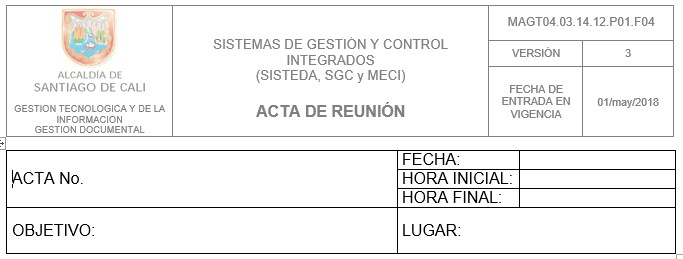 ALCALDÍA DE
SANTIAGO DE CALI
GESTION TECNOLOGICA Y DE LA
INFORMACION
GESTION DOCUMENTAL
SISTEMAS DE GESTIÓN Y CONTROL
INTEGRADOS
(SISTEDA, SGC y MECI)
ACTA DE REUNIÓN
MAGT04.03.14.12.P01.F04
VERSIÓN 3
FECHA DE
ENTRADA EN
VIGENCIA
01/may/2018
ACTA No.
FECHA:
HORA INICIAL:
HORA FINAL:
OBJETIVO:
LUGAR: